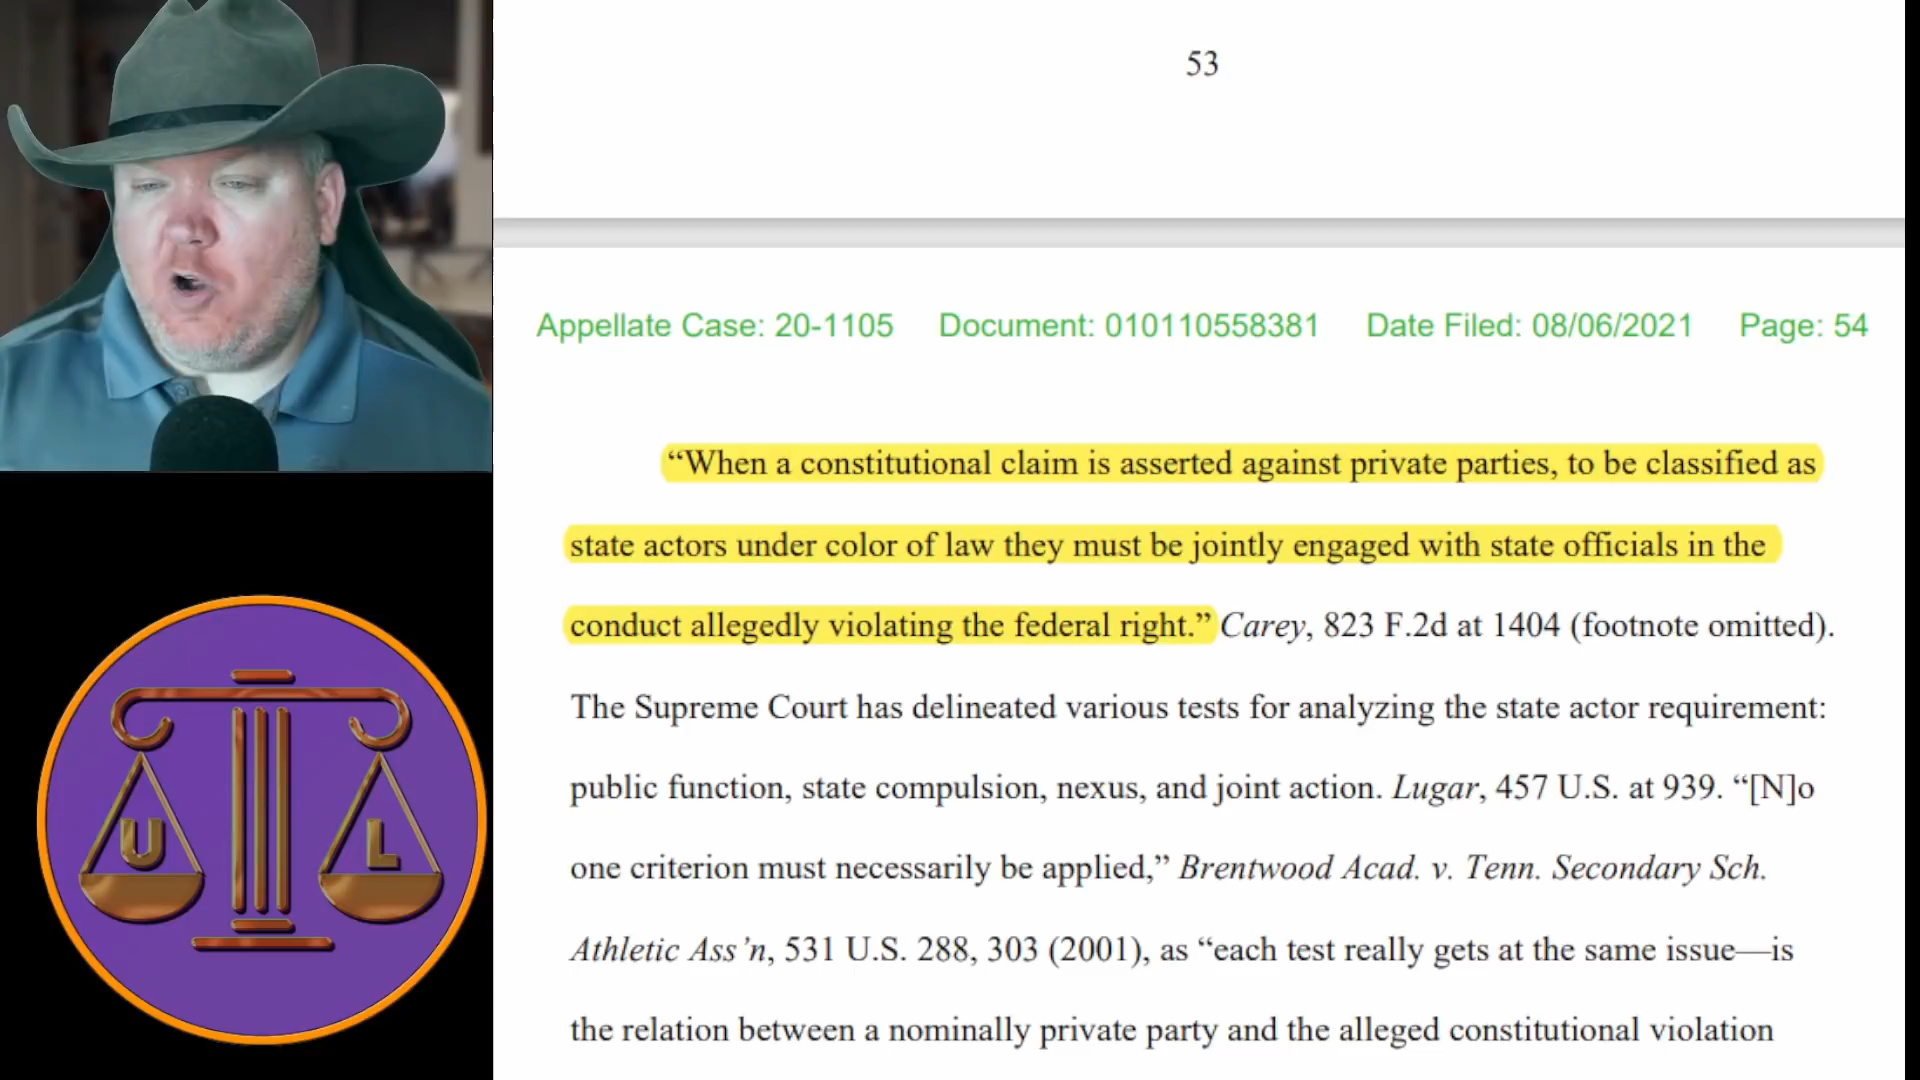 53
Appellate Case: 20-1105 Document: 010110558381 Date Filed: 08/06/2021 Page: 54
“When a constitutional claim is asserted against private parties, to be classified as
state actors under color of law they must be jointly engaged with state officials in the
conduct allegedly violating the federal right.” Carey, 823 F.2d at 1404 (footnote omitted).
The Supreme Court has delineated various tests for analyzing the state actor requirement:
public function, state compulsion, nexus, and joint action. Lugar, 457 U.S. at 939. “[N]o
one criterion must necessarily be applied,” Brentwood Acad. v. Tenn. Secondary Sch.
Athletic Ass’n, 531 U.S. 288, 303 (2001), as “each test really gets at the same issue—is
the relation between a nominally private party and the alleged constitutional violation
U L